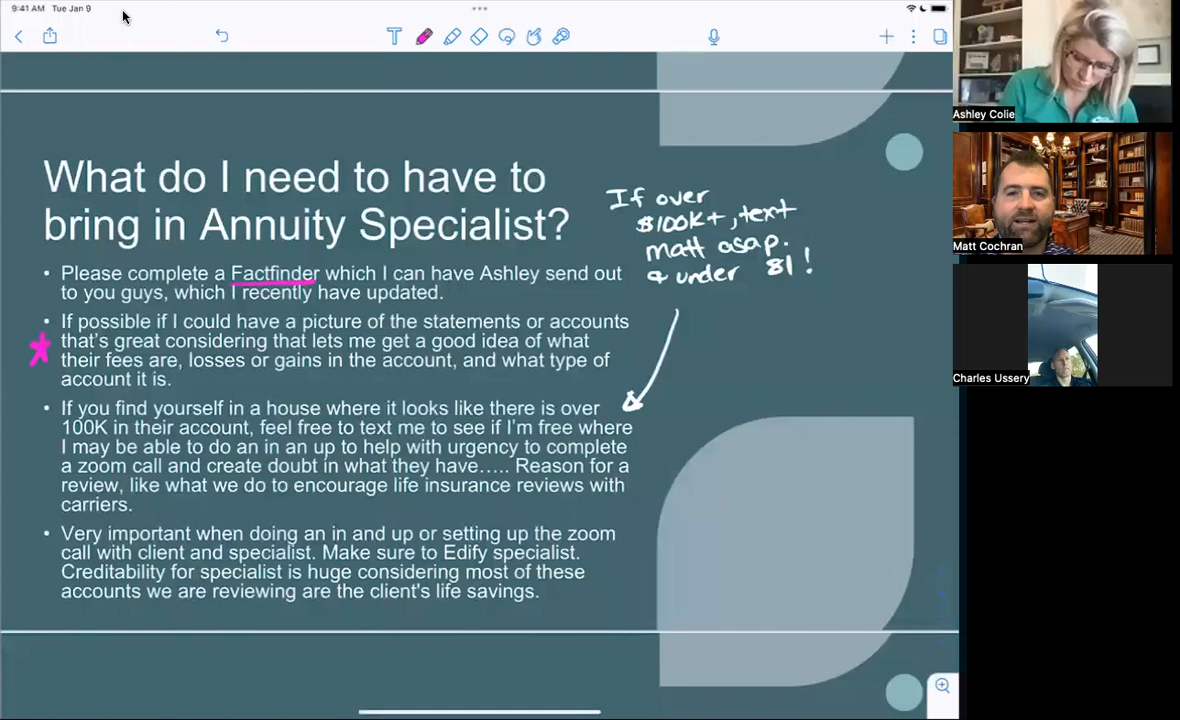 9:41 AM Tue Jan 9
What do I need to have to
bring in Annuity Specialist?
• Please complete a Factfinder which I can have Ashley send out
to you guys, which I recently have updated.
• If possible if I could have a picture of the statements or accounts
that's great considering that lets me get a good idea of what
their fees are, losses or gains in the account, and what type of
account it is.
• If you find yourself in a house where it looks like there is over
100K in their account, feel free to text me to see if I'm free where
I may be able to do an in an up to help with urgency to complete
a zoom call and create doubt in what they have..... Reason for a
review, like what we do to encourage life insurance reviews with
carriers.
• Very important when doing an in and up or setting up the zoom
call with client and specialist. Make sure to Edify specialist.
Creditability for specialist is huge considering most of these
accounts we are reviewing are the client's life savings.
If over
$100K+, text
Matt asap.
& under 81!
Ashley Colie
Matt Cochran
Charles Ussery